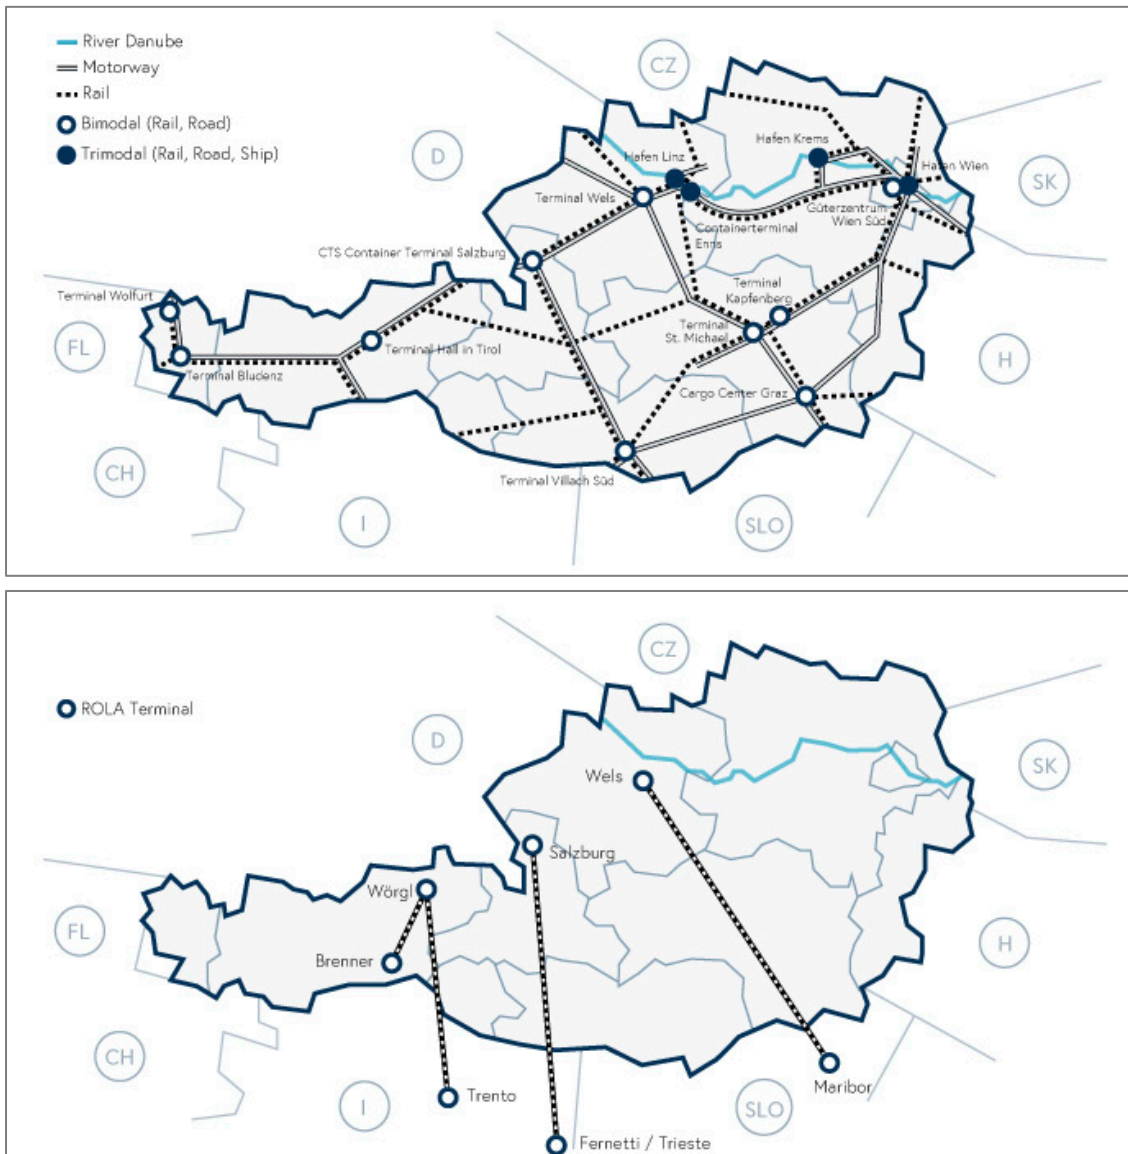 River Danube
Motorway
Rail
Bimodal (Rail, Road)
Trimodal (Rail, Road, Ship)
CZ
D
SK
FL
H
CH
I
SLO
Hafen Linz
Hafen Krems
Hafen Wien
Terminal Wels
Güterzentrum
Wien Süd
Containerterminal
Enns
CTS Container Terminal Salzburg
Terminal
Kapfenberg
Terminal Wolfurt
Terminal
St. Michael
Terminal Hall in Tirol
Terminal Bludenz
Cargo Center Graz
Terminal Villach Süd
ROLA Terminal
CZ
D
SK
FL
H
CH
I
SLO
Wels
Salzburg
Wörgl
Brenner
Trento
Maribor
Fernetti / Trieste